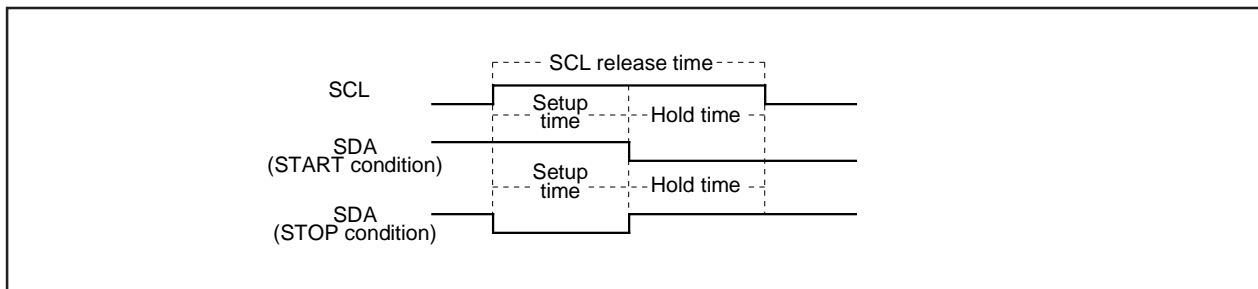 SCL release time
SCL
Setup
time
Hold time
SDA
(START condition)
Setup
time
Hold time
SDA
(STOP condition)